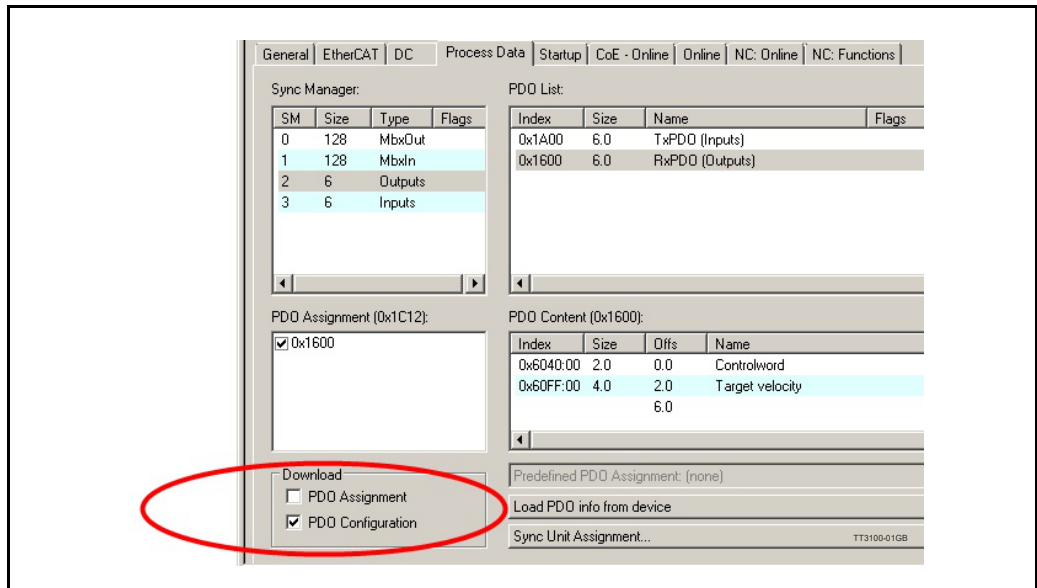 General EtherCAT DC Process Data Startup CoE - Online Online NC: Online NC: Functions
Sync Manager:
SM Size Type Flags
0 128 MbxOut
1 128 MbxIn
2 6 Outputs
3 6 Inputs
PDO List:
Index Size Name Flags
0x1A00 6.0 TxPDO (Inputs)
0x1600 6.0 RxPDO (Outputs)
PDO Assignment (0x1C12):
0x1600
PDO Content (0x1600):
Index Size Offs Name
0x6040:00 2.0 0.0 Controlword
0x60FF:00 4.0 2.0 Target velocity
6.0
Download
PDO Assignment
PDO Configuration
Predefined PDO Assignment: (none)
Load PDO info from device
Sync Unit Assignment...
TT3100-01GB